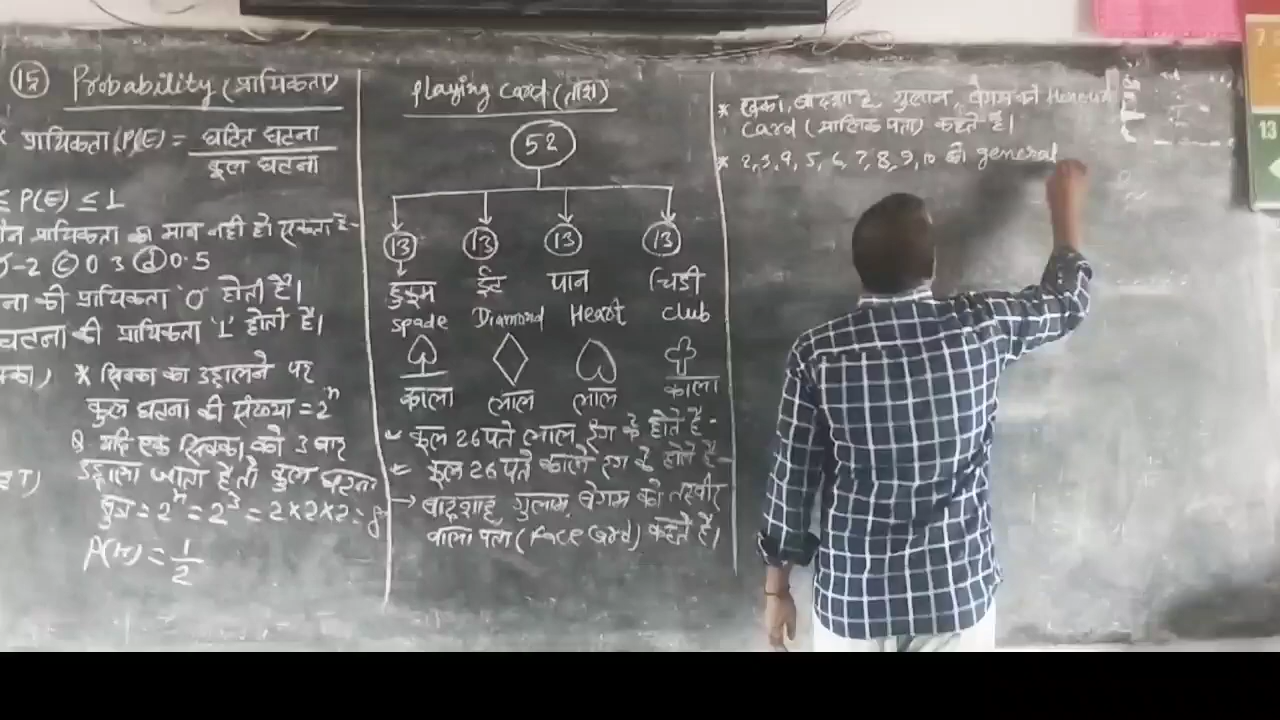 15 Probability (प्रायिकता)
प्रायिकता P(E) = घटित घटना
कुल घटना
≤ P(E) ≤ 1
प्रायिकता का मान नही हो सकता है-
-2 ⓒ 0.3 ⓓ 0.5
ना की प्रायिकता '0' होती है।
घटना की प्रायिकता '1' होती है।
* सिक्का का उछालने पर
कुल घटना की संख्या = 2ⁿ
Q यदि एक सिक्का को 3 बार
उछाला जाता है तो कुल घटना
कुल = 2ⁿ = 2³ = 2×2×2 = 8
P(H) = 1/2
Playing Card (ताश)
52
13 13 13 13
हुकुम ईंट पान चिड़ी
Spade Diamond Heart Club
काला लाल लाल काला
कुल 26 पत्ते लाल रंग के होते है-
कुल 26 पत्ते काले रंग के होते है-
→ बादशाह, गुलाम, बेगम को तस्वीर
वाला पत्ता (Face Card) कहते है।
* इक्का, बादशाह, गुलाम, बेगम को Honour
Card (मालिक पत्ता) कहते है।
* 2, 3, 4, 5, 6, 7, 8, 9, 10 को general
13